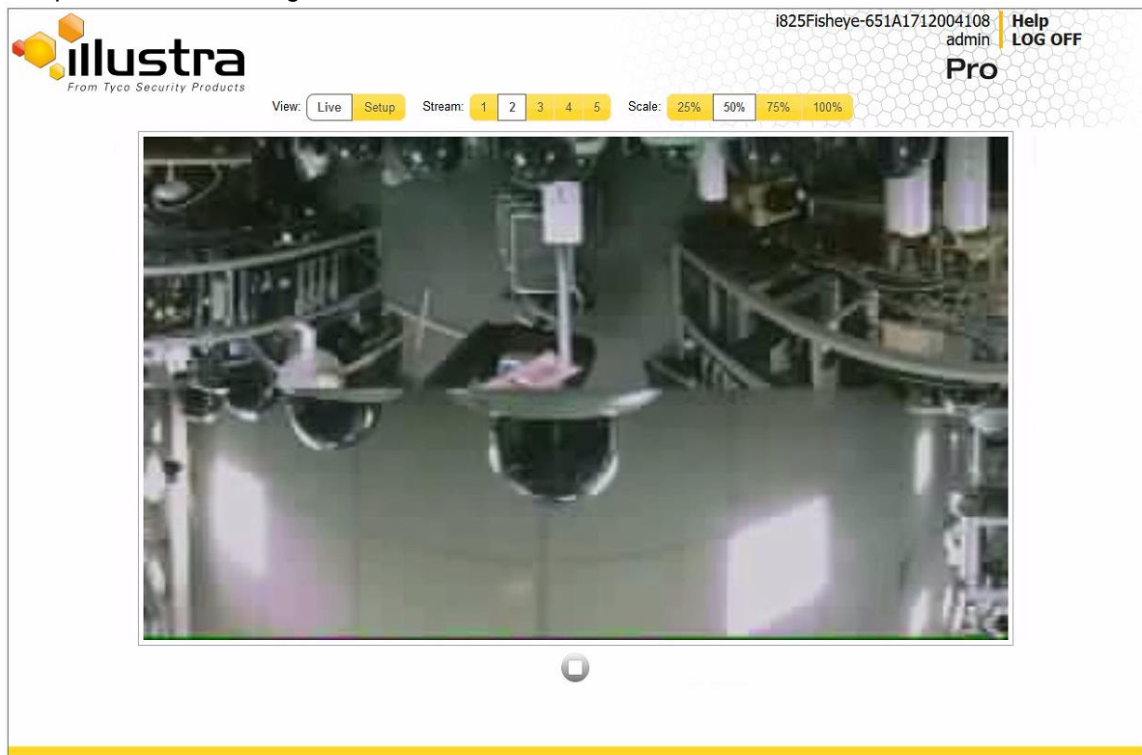 i825Fisheye-651A1712004108 Help
admin LOG OFF
illustra
From Tyco Security Products
Pro
View: Live Setup Stream: 1 2 3 4 5 Scale: 25% 50% 75% 100%